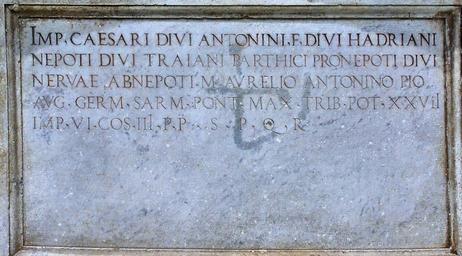 IMP. CAESARI DIVI ANTONINI. F. DIVI HADRIANI
NEPOTI DIVI TRAIANI PARTHICI PRONEPOTI DIVI
NERVAE ABNEPOTI M AVRELIO ANTONINO PIO
AVG. GERM. SARM. PONT. MAX TRIB. POT. XXVII
IMP. VI. COS. III. P. P. S. P. Q. R